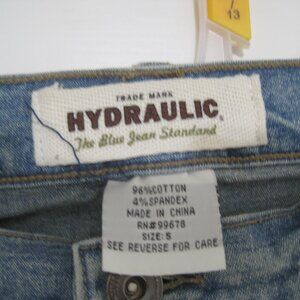 7
13
TRADE MARK
HYDRAULIC.
The Blue Jean Standard
96%COTTON
4%SPANDEX
MADE IN CHINA
RN#99678
SIZE: 5
SEE REVERSE FOR CARE